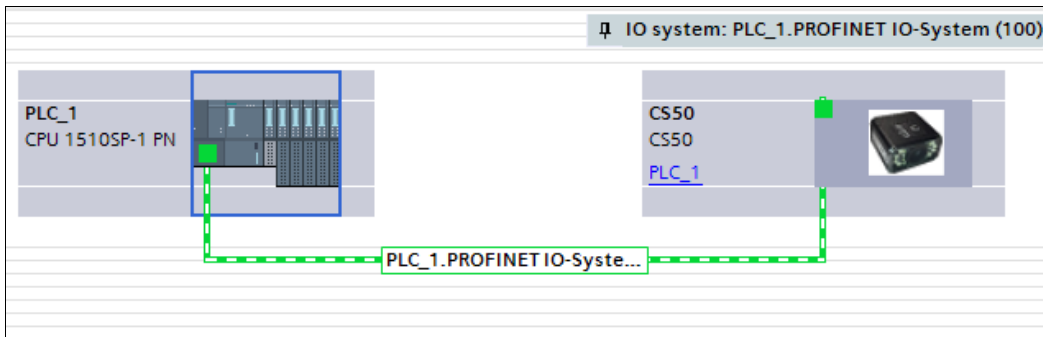 IO system: PLC_1.PROFINET IO-System (100)
PLC_1
CPU 1510SP-1 PN
CS50
CS50
PLC_1
PLC_1.PROFINET IO-Syste...